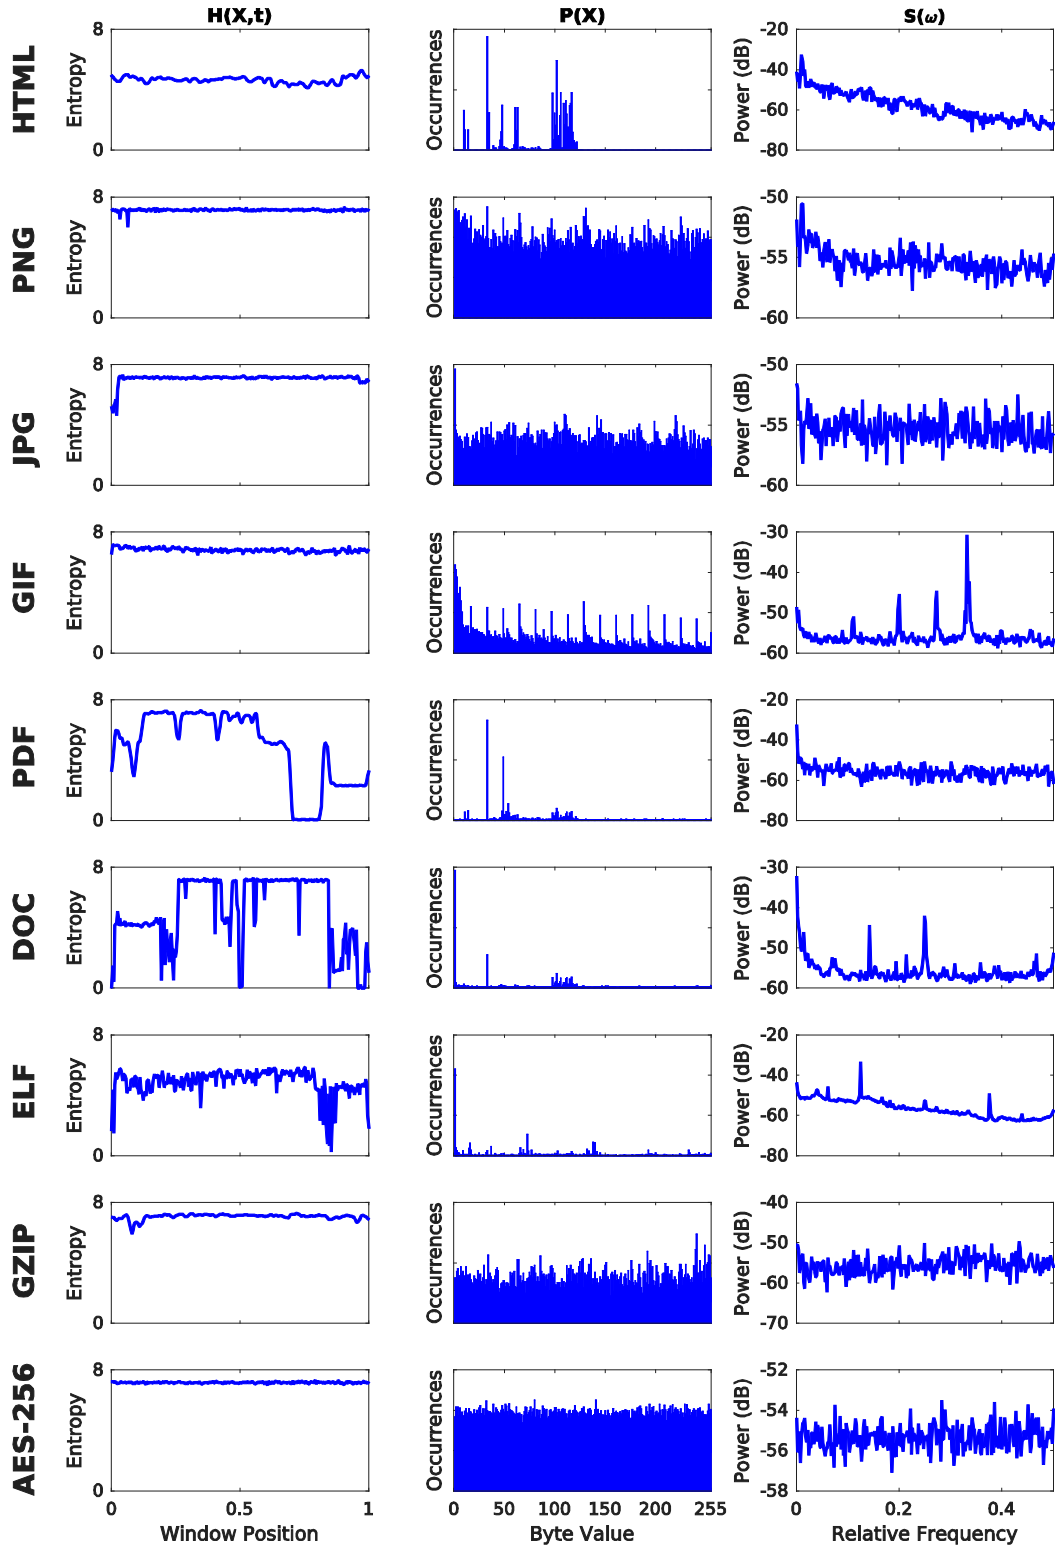 H(X,t) P(X) S(ω)
HTML
Entropy 8 0
Occurrences
Power (dB) -20 -40 -60 -80
PNG
Entropy 8 0
Occurrences
Power (dB) -50 -55 -60
JPG
Entropy 8 0
Occurrences
Power (dB) -50 -55 -60
GIF
Entropy 8 0
Occurrences
Power (dB) -30 -40 -50 -60
PDF
Entropy 8 0
Occurrences
Power (dB) -20 -40 -60 -80
DOC
Entropy 8 0
Occurrences
Power (dB) -30 -40 -50 -60
ELF
Entropy 8 0
Occurrences
Power (dB) -20 -40 -60 -80
GZIP
Entropy 8 0
Occurrences
Power (dB) -40 -50 -60 -70
AES-256
Entropy 8 0
Occurrences
Power (dB) -52 -54 -56 -58
0 0.5 1 0 50 100 150 200 255 0 0.2 0.4
Window Position Byte Value Relative Frequency